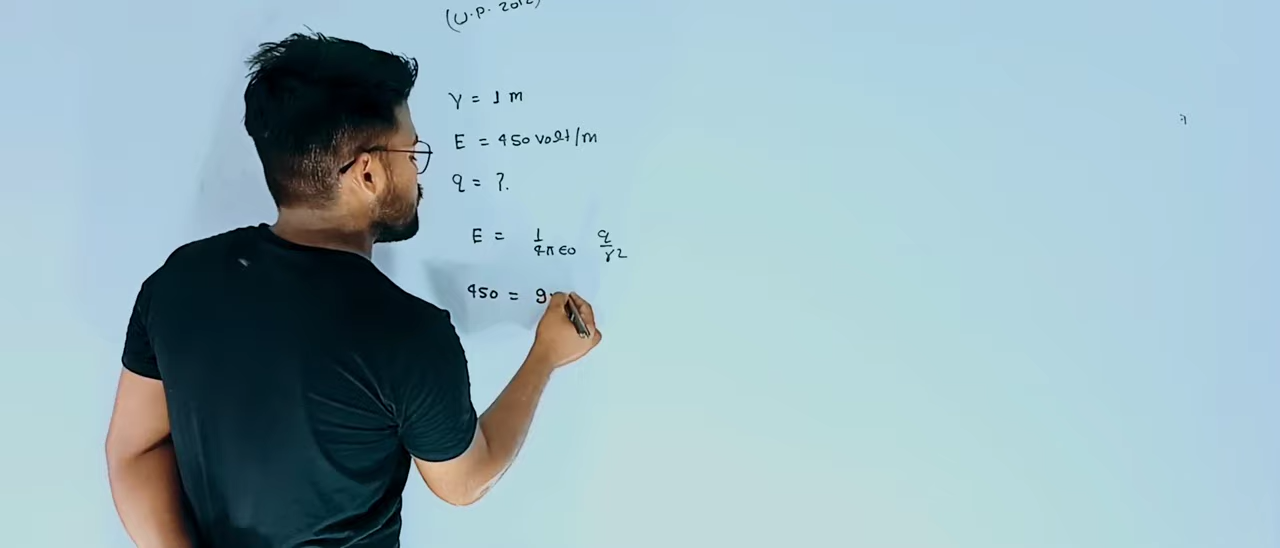 (U.P. 2012)
r = 1 m
E = 450 volt/m
q = ?.
E = 1/4π∈0 q/r2
450 = 9